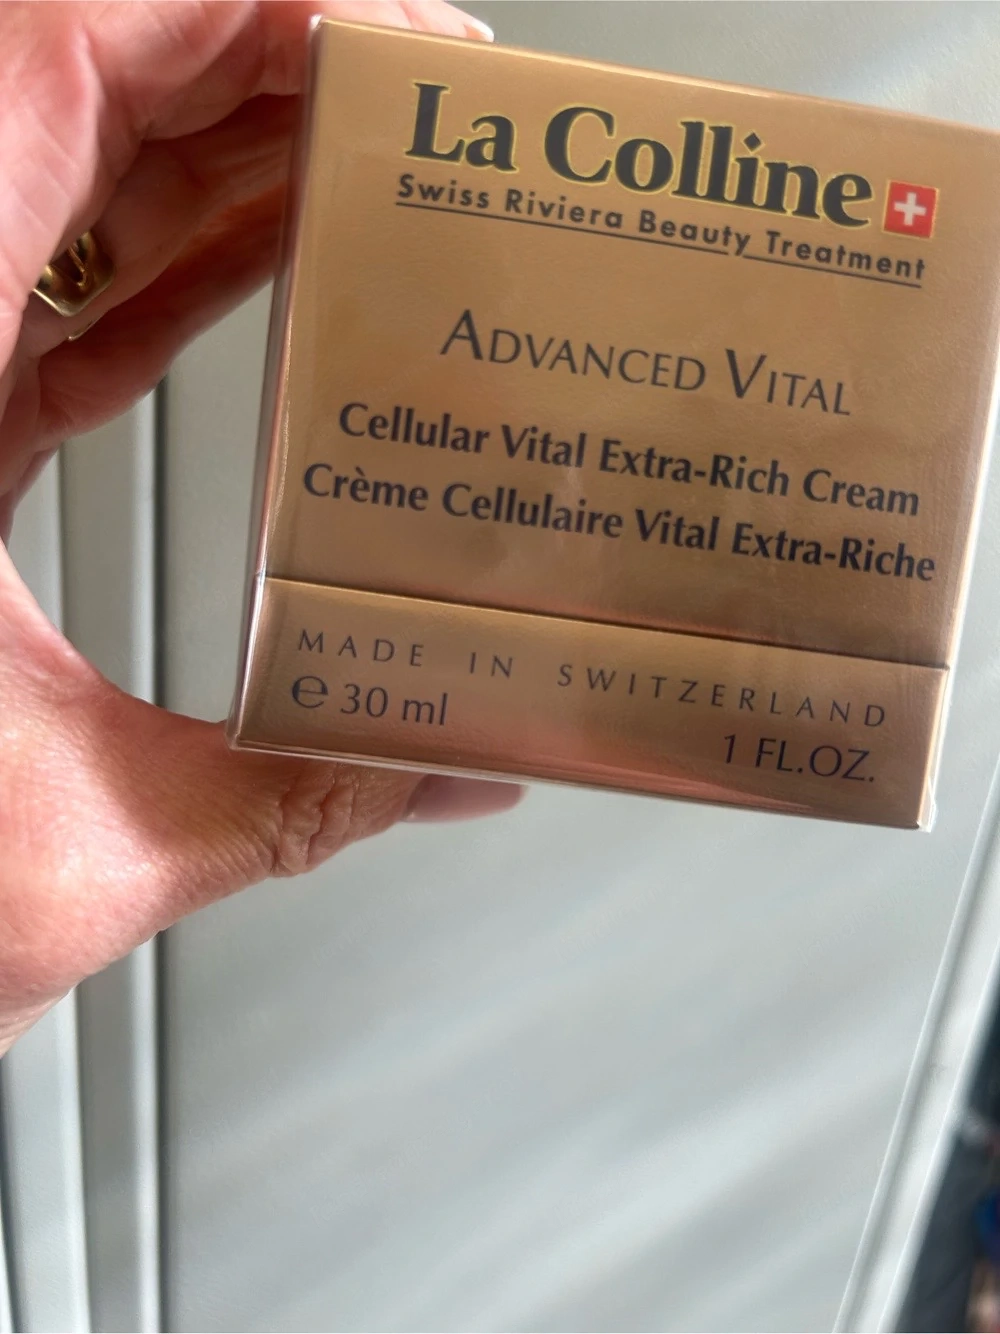 La Colline
Swiss Riviera Beauty Treatment
ADVANCED VITAL
Cellular Vital Extra-Rich Cream
Crème Cellulaire Vital Extra-Riche
MADE IN SWITZERLAND
℮ 30 ml
1 FL.OZ.